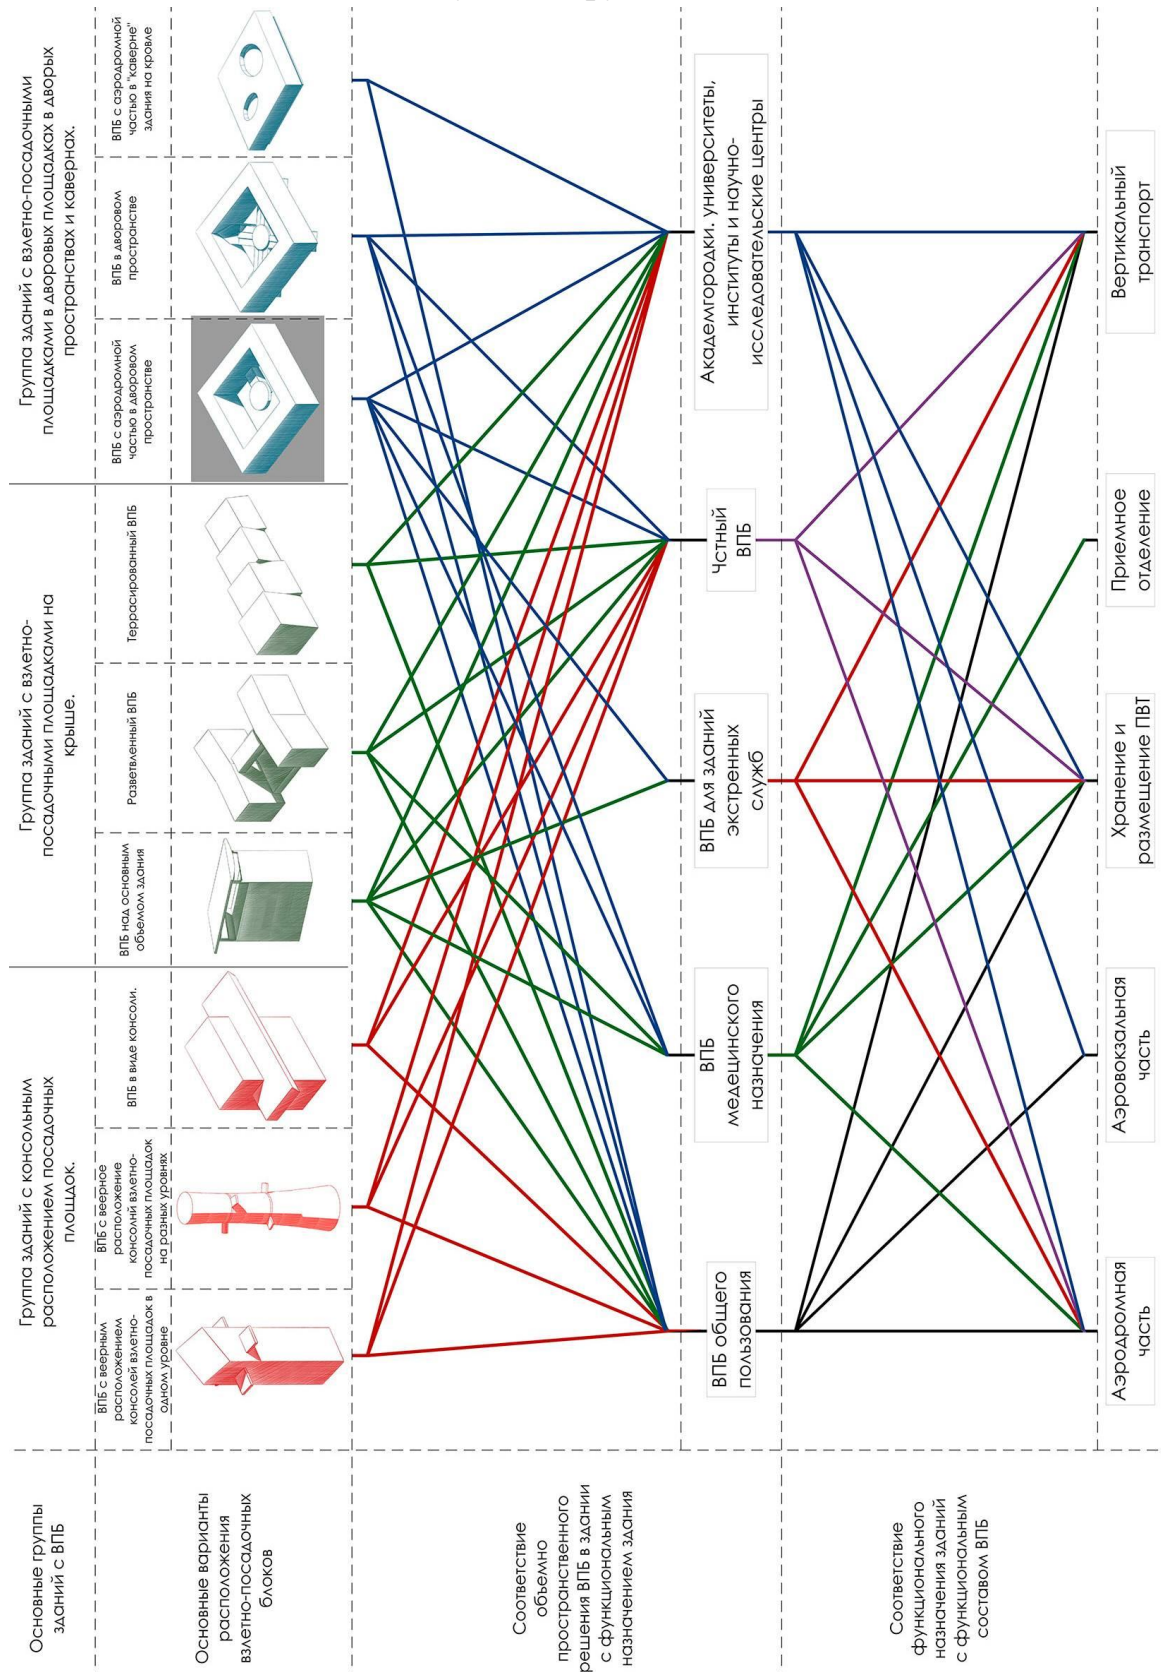 Основные группы
зданий с ВПБ
Группа зданий с консольным
расположением посадочных
площдок.
Группа зданий с взлетно-
посадочными площадками на
крыше.
Группа зданий с взлетно-посадочными
площадками в дворовых площадках в дворых
пространствах и кавернах.
Основные варианты
расположения
взлетно-посадочных
блоков
ВПБ с веерным
расположением
консолей взлетно-
посадочных площадок в
одном уровне
ВПБ с веерное
расположение
консолнй взлетно-
посадочных площадок
на разных уровнях
ВПБ в виде консоли.
ВПБ над основным
объемом здания
Разветвленный ВПБ
Террасированный ВПБ
ВПБ с аэродромной
частью в дворовом
пространстве
ВПБ в дворовом
пространстве
ВПБ с аэродромной
частью в "каверне"
здания на кровле
Соответствие
объемно
пространственного
решения ВПБ в здании
с функциональным
назначением здания
ВПБ общего
пользования
ВПБ
медецинского
назначения
ВПБ для зданий
экстренных
служб
Чстный
ВПБ
Академгородки. университеты,
институты и научно-
исследовательские центры
Соответствие
функционального
назначения зданий
с функциональным
составом ВПБ
Аэродромная
часть
Аэровокзальная
часть
Хранение и
размещение ПВТ
Приемное
отделение
Вертикальный
транспорт